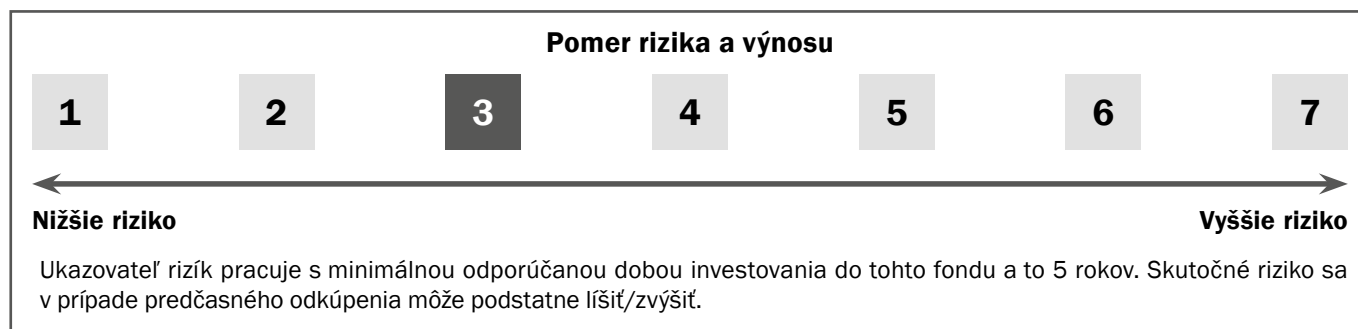 Pomer rizika a výnosu
1 2 3 4 5 6 7
Nižšie riziko Vyššie riziko
Ukazovateľ rizík pracuje s minimálnou odporúčanou dobou investovania do tohto fondu a to 5 rokov. Skutočné riziko sa
v prípade predčasného odkúpenia môže podstatne líšiť/zvýšiť.